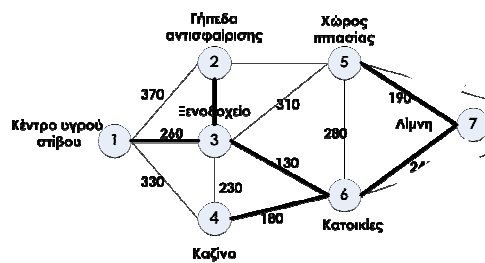 Γήπεδα
αντισφαίρισης
Χώρος
ιππασίας
2
5
370
190
Ξενοδοχείο
310
Κέντρο υγρού
στίβου
1
260
3
280
Λίμνη
7
130
330
230
6
4
180
Κατοικίες
Καζίνο